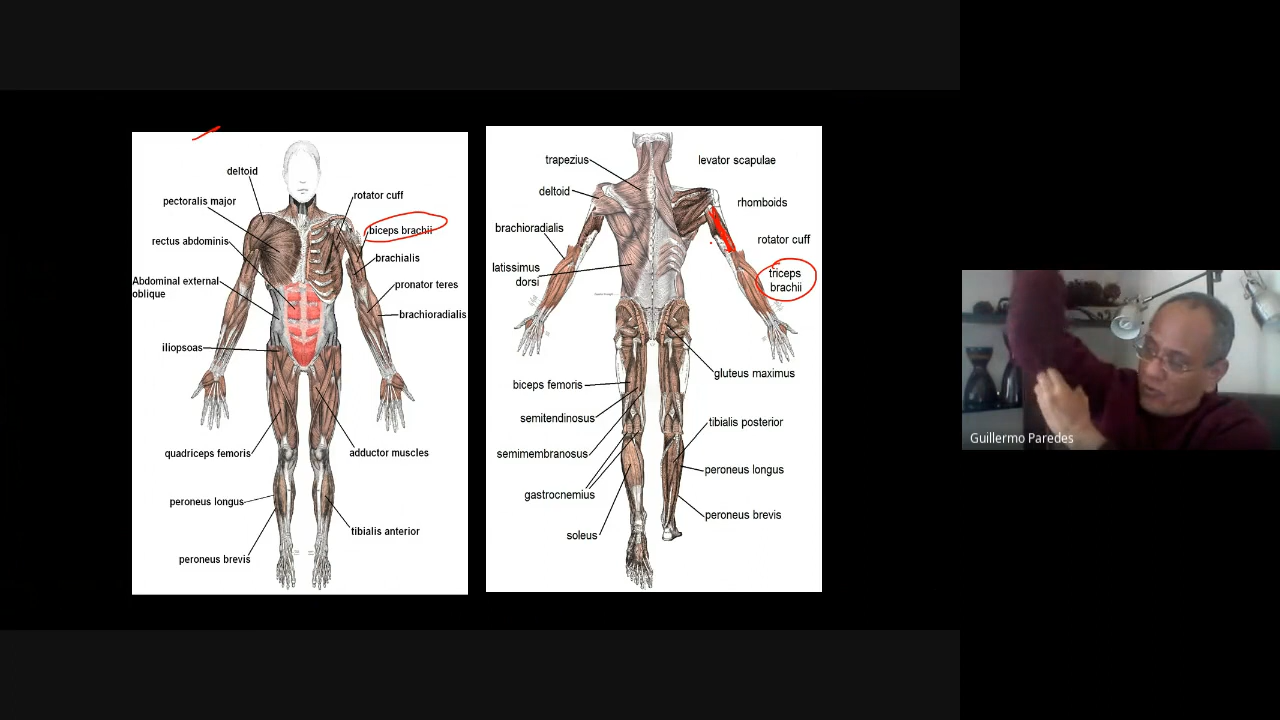 deltoid
pectoralis major
rectus abdominis
Abdominal external
oblique
iliopsoas
quadriceps femoris
peroneus longus
peroneus brevis
rotator cuff
biceps brachii
brachialis
pronator teres
brachioradialis
adductor muscles
tibialis anterior
trapezius
deltoid
brachioradialis
latissimus
dorsi
biceps femoris
semitendinosus
semimembranosus
gastrocnemius
soleus
levator scapulae
rhomboids
rotator cuff
triceps
brachii
gluteus maximus
tibialis posterior
peroneus longus
peroneus brevis
Guillermo Paredes